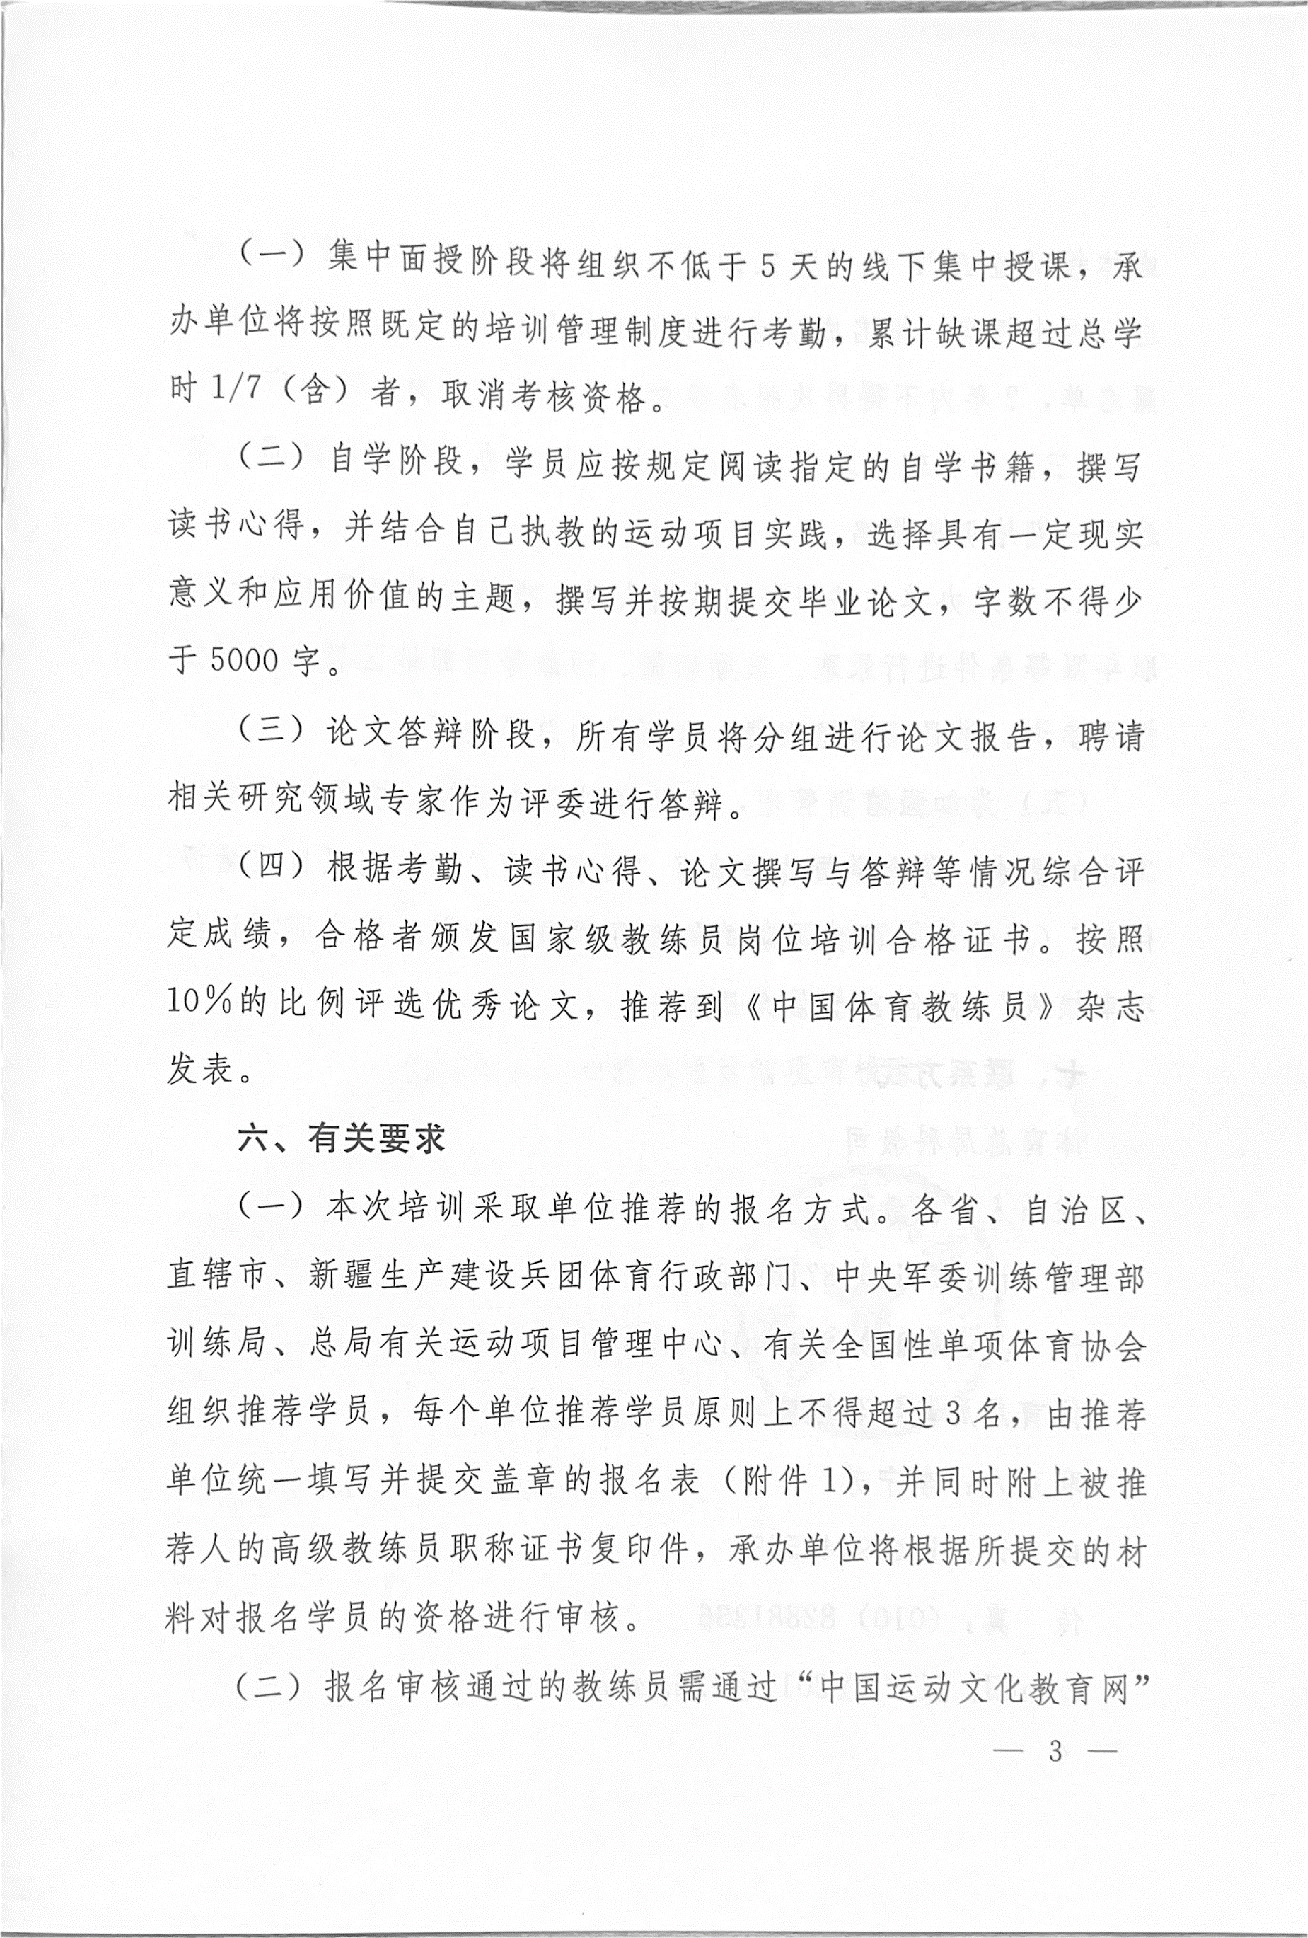 （一）集中面授阶段将组织不低于5天的线下集中授课，承
办单位将按照既定的培训管理制度进行考勤，累计缺课超过总学
时1/7（含）者，取消考核资格。
（二）自学阶段，学员应按规定阅读指定的自学书籍，撰写
读书心得，并结合自己执教的运动项目实践，选择具有一定现实
意义和应用价值的主题，撰写并按期提交毕业论文，字数不得少
于5000字。
（三）论文答辩阶段，所有学员将分组进行论文报告，聘请
相关研究领域专家作为评委进行答辩。
（四）根据考勤、读书心得、论文撰写与答辩等情况综合评
定成绩，合格者颁发国家级教练员岗位培训合格证书。按照
10%的比例评选优秀论文，推荐到《中国体育教练员》杂志
发表。
六、有关要求
（一）本次培训采取单位推荐的报名方式。各省、自治区、
直辖市、新疆生产建设兵团体育行政部门、中央军委训练管理部
训练局、总局有关运动项目管理中心、有关全国性单项体育协会
组织推荐学员，每个单位推荐学员原则上不得超过3名，由推荐
单位统一填写并提交盖章的报名表（附件1），并同时附上被推
荐人的高级教练员职称证书复印件，承办单位将根据所提交的材
料对报名学员的资格进行审核。
（二）报名审核通过的教练员需通过“中国运动文化教育网”
— 3 —